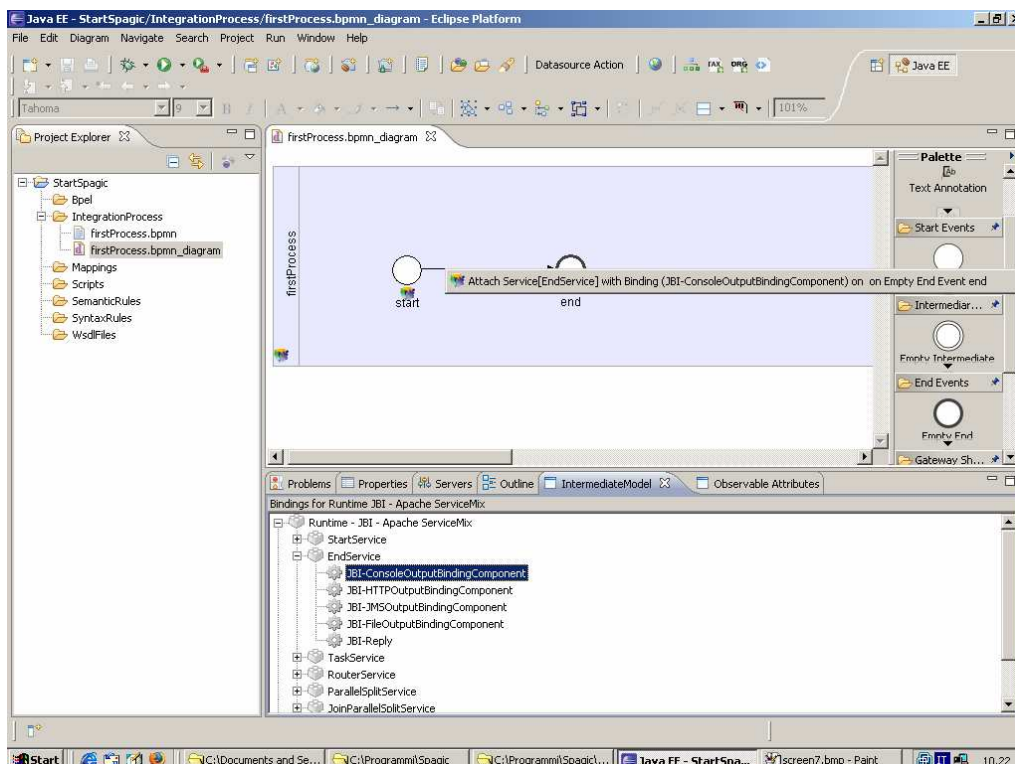 Java EE - StartSpagic/IntegrationProcess/firstProcess.bpmn_diagram - Eclipse Platform
File Edit Diagram Navigate Search Project Run Window Help
Datasource Action
Java EE
Tahoma 9 B I A 101%
Project Explorer
StartSpagic
Bpel
IntegrationProcess
firstProcess.bpmn
firstProcess.bpmn_diagram
Mappings
Scripts
SemanticRules
SyntaxRules
WsdlFiles
firstProcess.bpmn_diagram
firstProcess
start
end
Attach Service[EndService] with Binding (JBI-ConsoleOutputBindingComponent) on on Empty End Event end
Palette
Text Annotation
Start Events
Intermediar...
Empty Intermediate
End Events
Empty End
Gateway Sh...
Problems Properties Servers Outline IntermediateModel Observable Attributes
Bindings for Runtime JBI - Apache ServiceMix
Runtime - JBI - Apache ServiceMix
StartService
EndService
JBI-ConsoleOutputBindingComponent
JBI-HTTPOutputBindingComponent
JBI-JMSOutputBindingComponent
JBI-FileOutputBindingComponent
JBI-Reply
TaskService
RouterService
ParallelSplitService
JoinParallelSplitService
Start C:\Documents and Se... C:\Programmi\Spagic C:\Programmi\Spagic\... Java EE - StartSpa... screen7.bmp - Paint IT 10.22